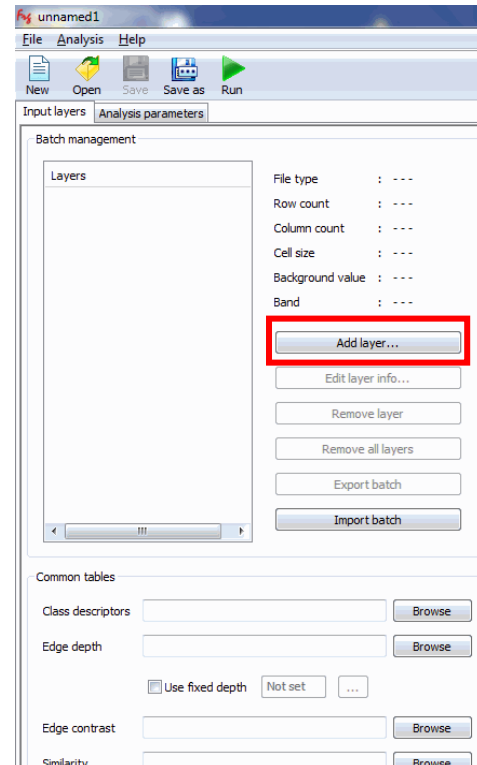 unnamed1
File Analysis Help
New Open Save Save as Run
Input layers Analysis parameters
Batch management
Layers
File type : ---
Row count : ---
Column count : ---
Cell size : ---
Background value : ---
Band : ---
Add layer...
Edit layer info...
Remove layer
Remove all layers
Export batch
Import batch
Common tables
Class descriptors Browse
Edge depth Browse
Use fixed depth Not set ...
Edge contrast Browse
Similarity Browse